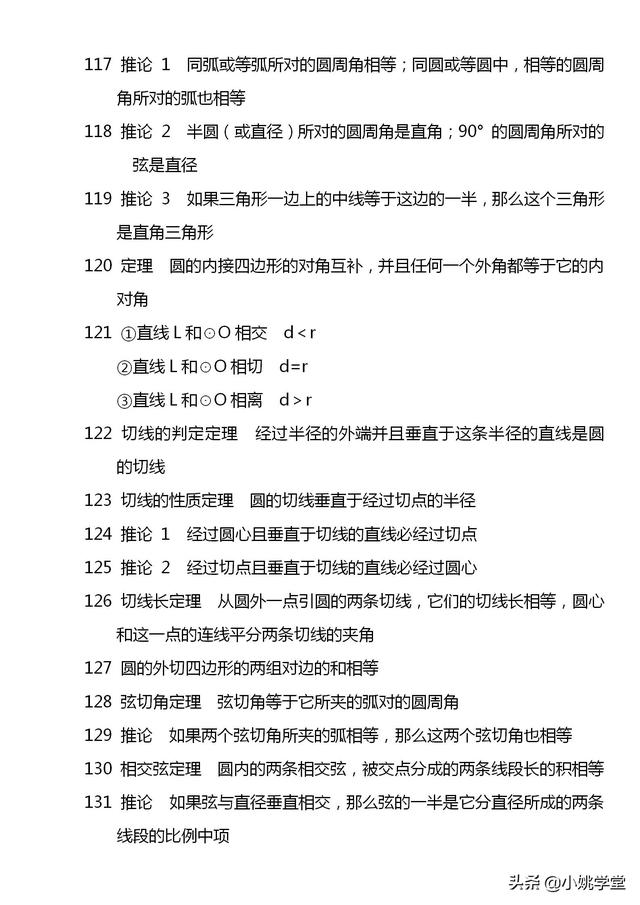 117 推论 1 同弧或等弧所对的圆周角相等；同圆或等圆中，相等的圆周
角所对的弧也相等
118 推论 2 半圆（或直径）所对的圆周角是直角；90° 的圆周角所对的
弦是直径
119 推论 3 如果三角形一边上的中线等于这边的一半，那么这个三角形
是直角三角形
120 定理 圆的内接四边形的对角互补，并且任何一个外角都等于它的内
对角
121 ①直线 L 和⊙O 相交 d＜r
②直线 L 和⊙O 相切 d=r
③直线 L 和⊙O 相离 d＞r
122 切线的判定定理 经过半径的外端并且垂直于这条半径的直线是圆
的切线
123 切线的性质定理 圆的切线垂直于经过切点的半径
124 推论 1 经过圆心且垂直于切线的直线必经过切点
125 推论 2 经过切点且垂直于切线的直线必经过圆心
126 切线长定理 从圆外一点引圆的两条切线，它们的切线长相等，圆心
和这一点的连线平分两条切线的夹角
127 圆的外切四边形的两组对边的和相等
128 弦切角定理 弦切角等于它所夹的弧对的圆周角
129 推论 如果两个弦切角所夹的弧相等，那么这两个弦切角也相等
130 相交弦定理 圆内的两条相交弦，被交点分成的两条线段长的积相等
131 推论 如果弦与直径垂直相交，那么弦的一半是它分直径所成的两条
线段的比例中项
头条 @小姚学堂